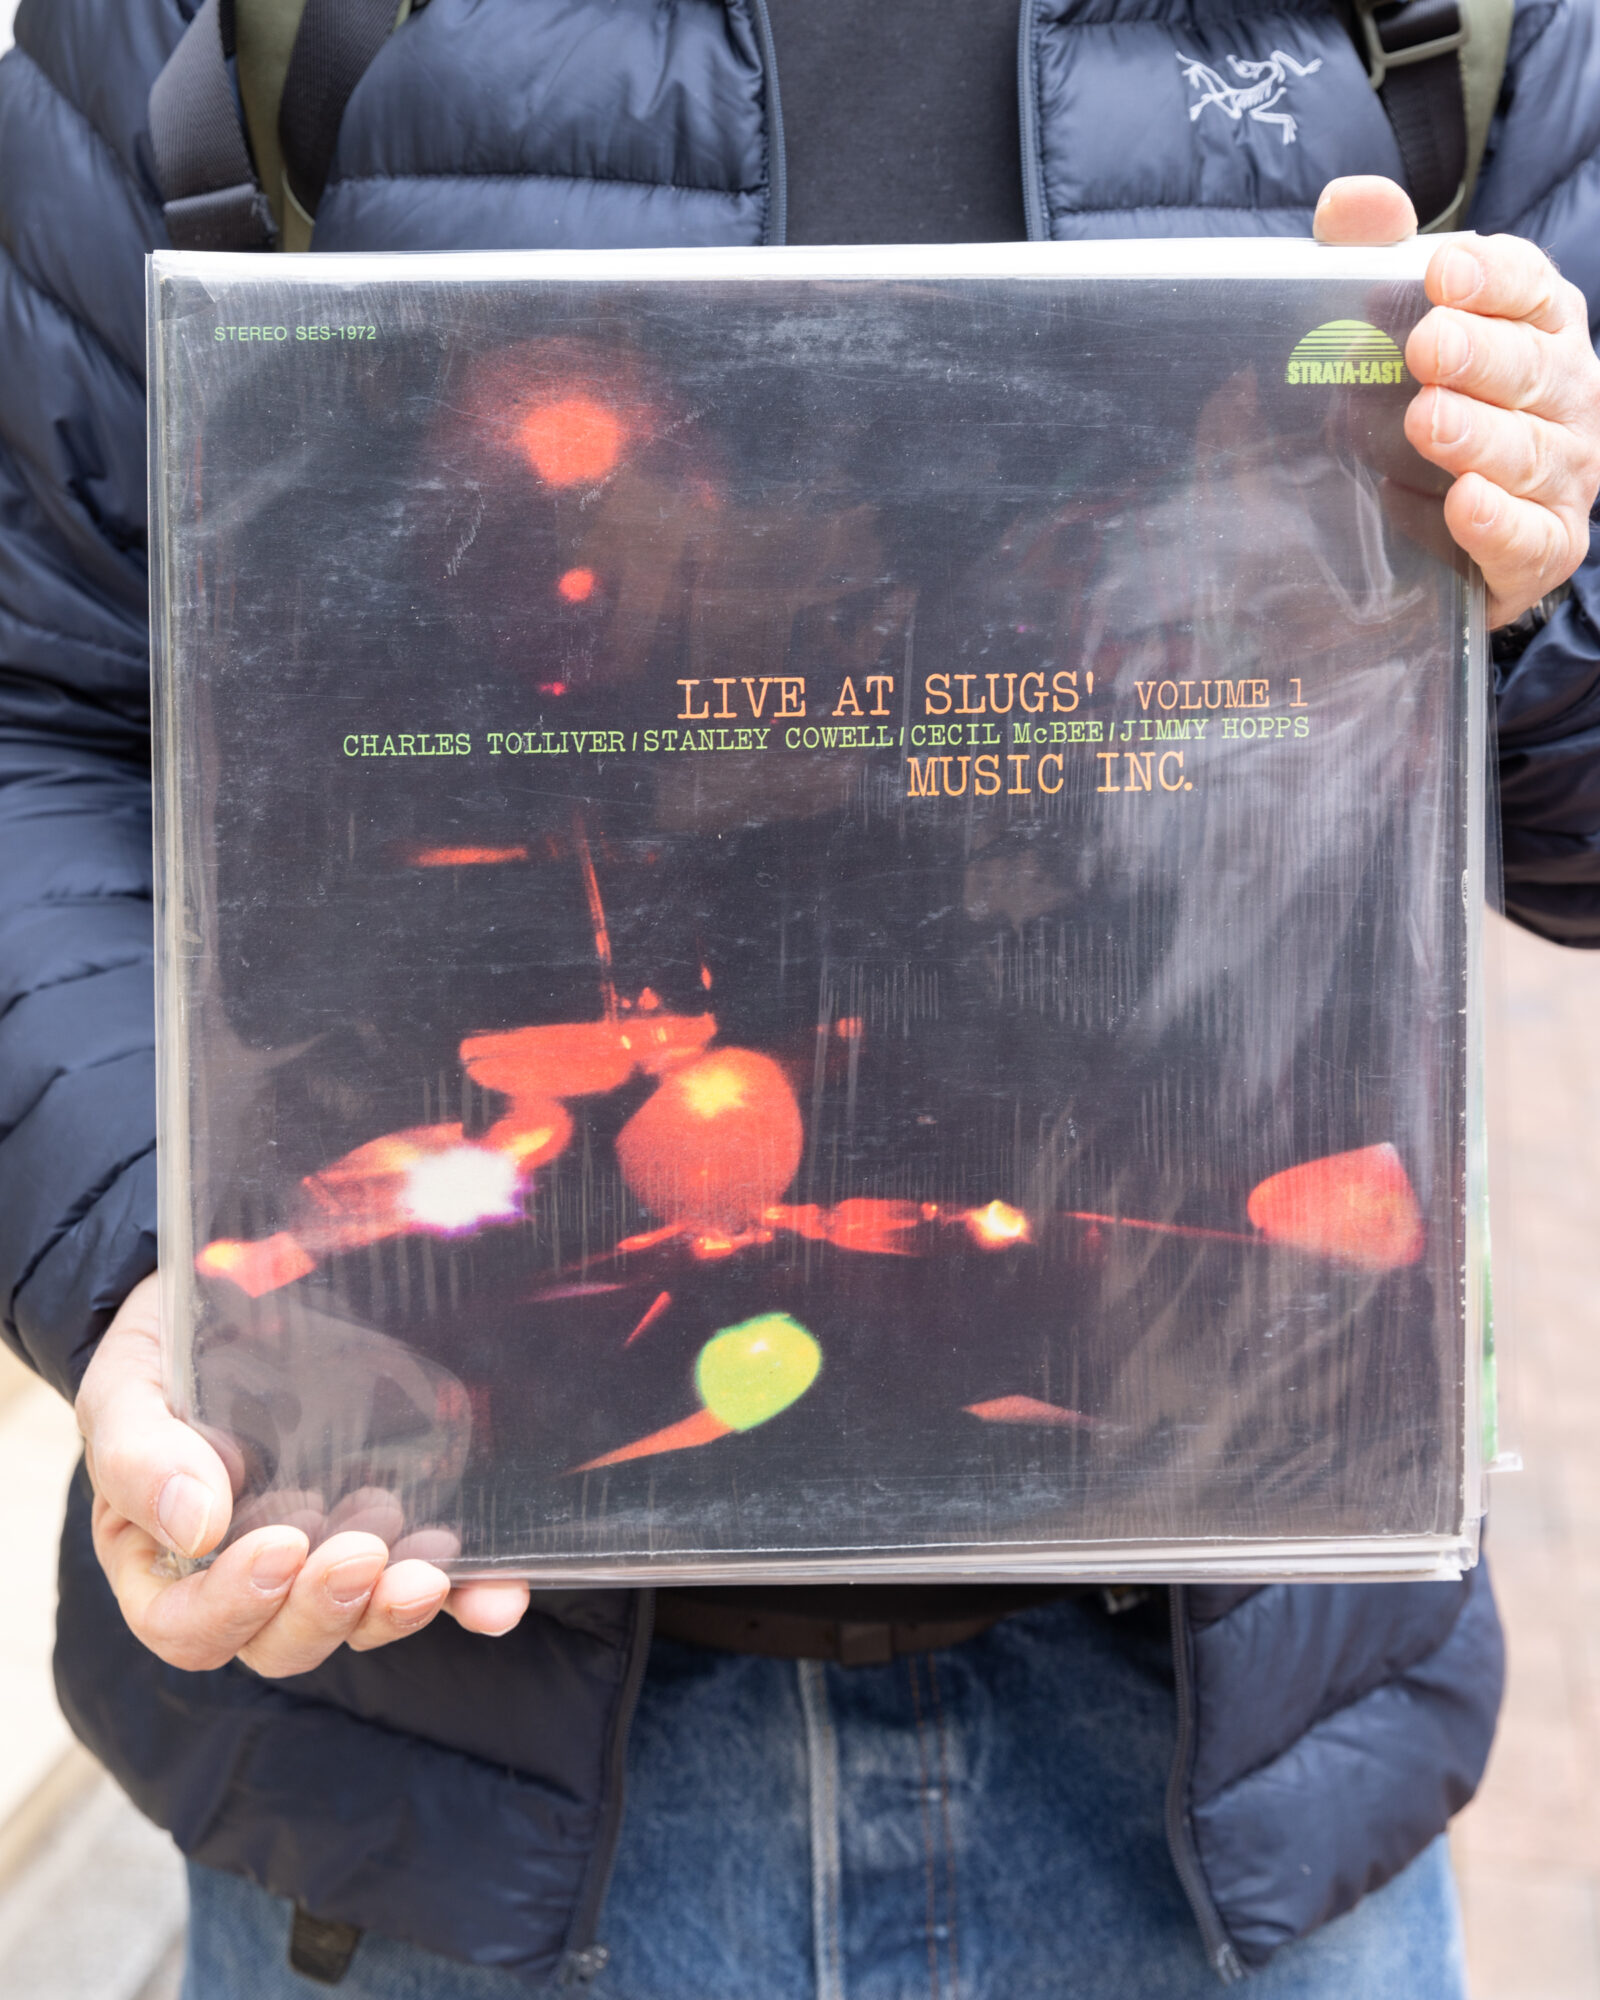 STEREO SES-1972
STRATA-EAST
LIVE AT SLUGS' VOLUME 1
CHARLES TOLLIVER/STANLEY COWELL/CECIL McBEE/JIMMY HOPPS
MUSIC INC.